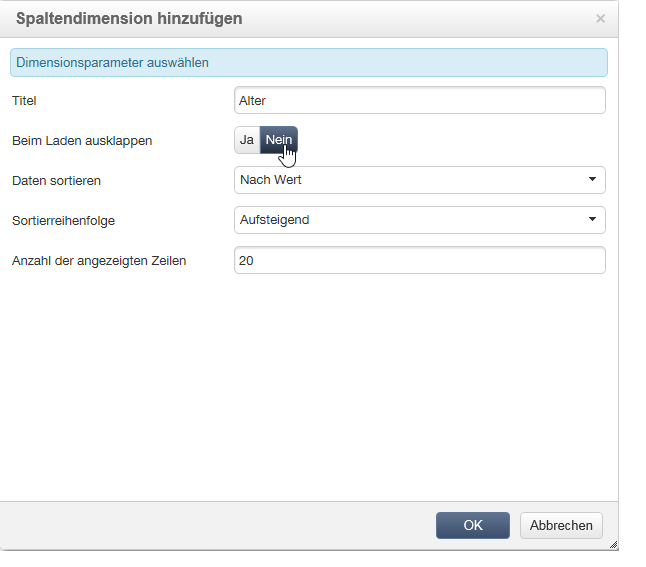 Spaltendimension hinzufügen ×
Dimensionsparameter auswählen
Titel Alter
Beim Laden ausklappen Ja Nein
Daten sortieren Nach Wert
Sortierreihenfolge Aufsteigend
Anzahl der angezeigten Zeilen 20
OK Abbrechen